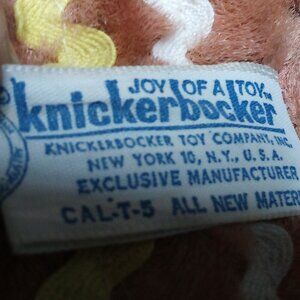 JOY OF A TOY
knickerbocker
KNICKERBOCKER TOY COMPANY, INC.
NEW YORK 10, N.Y., U.S.A.
EXCLUSIVE MANUFACTURER
CAL-T-5 ALL NEW MATER